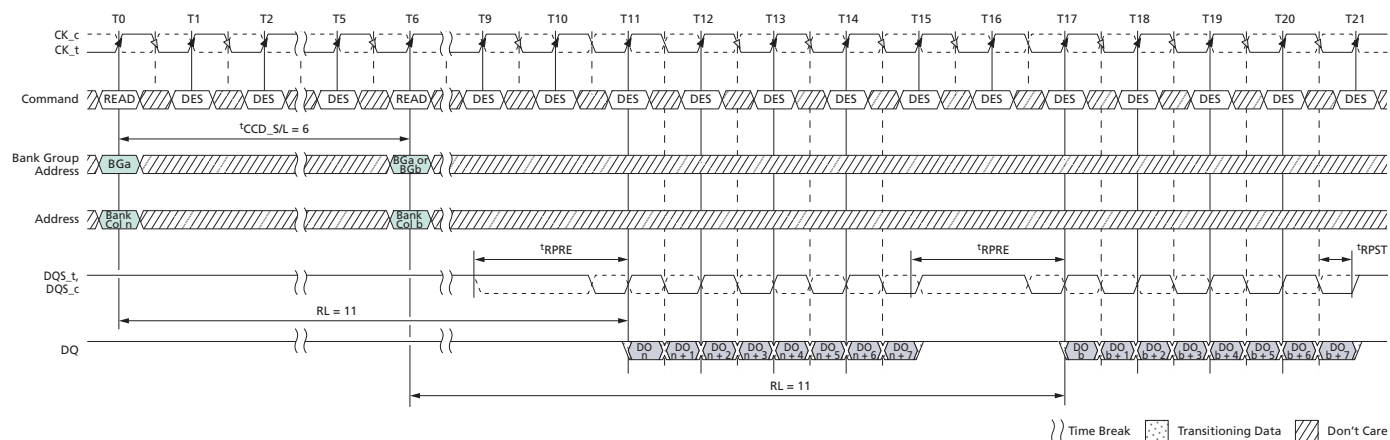 T0 T1 T2 T5 T6 T9 T10 T11 T12 T13 T14 T15 T16 T17 T18 T19 T20 T21
CK_c
CK_t
Command READ DES DES DES READ DES DES DES DES DES DES DES DES DES DES DES DES DES
tCCD_S/L = 6
Bank Group
Address
BGa
BGa or
BGb
Address
Bank
Col n
Bank
Col b
tRPRE tRPRE tRPST
DQS_t,
DQS_c
RL = 11
DQ
DO
n
DO
n + 1
DO
n + 2
DO
n + 3
DO
n + 4
DO
n + 5
DO
n + 6
DO
n + 7
DO
b
DO
b + 1
DO
b + 2
DO
b + 3
DO
b + 4
DO
b + 5
DO
b + 6
DO
b + 7
RL = 11
Time Break Transitioning Data Don’t Care